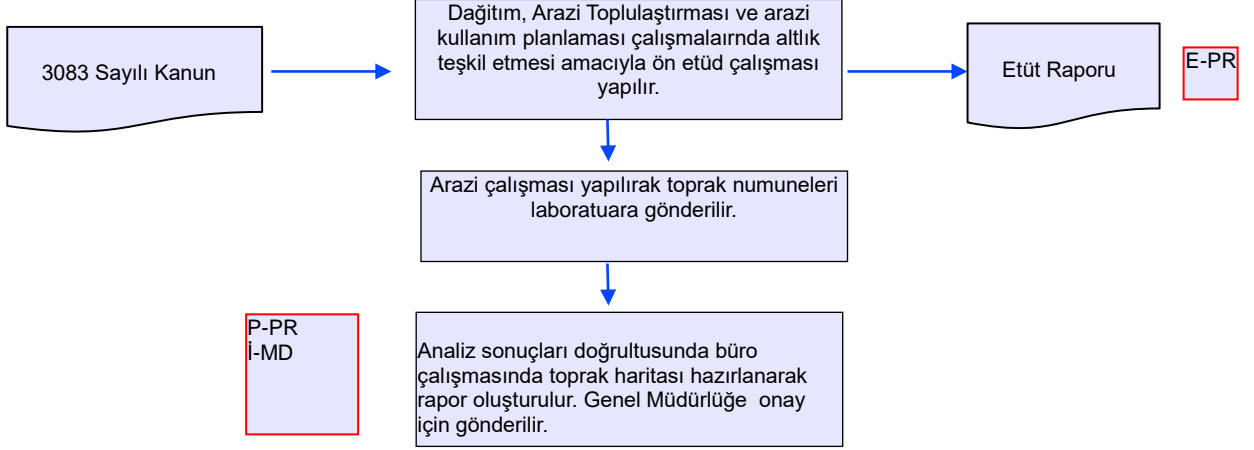 3083 Sayılı Kanun
Dağitım, Arazi Toplulaştırması ve arazi
kullanım planlaması çalışmalaırnda altlık
teşkil etmesi amacıyla ön etüd çalışması
yapılır.
Etüt Raporu
E-PR
Arazi çalışması yapılırak toprak numuneleri
laboratuara gönderilir.
P-PR
İ-MD
Analiz sonuçları doğrultusunda büro
çalışmasında toprak haritası hazırlanarak
rapor oluşturulur. Genel Müdürlüğe  onay
için gönderilir.